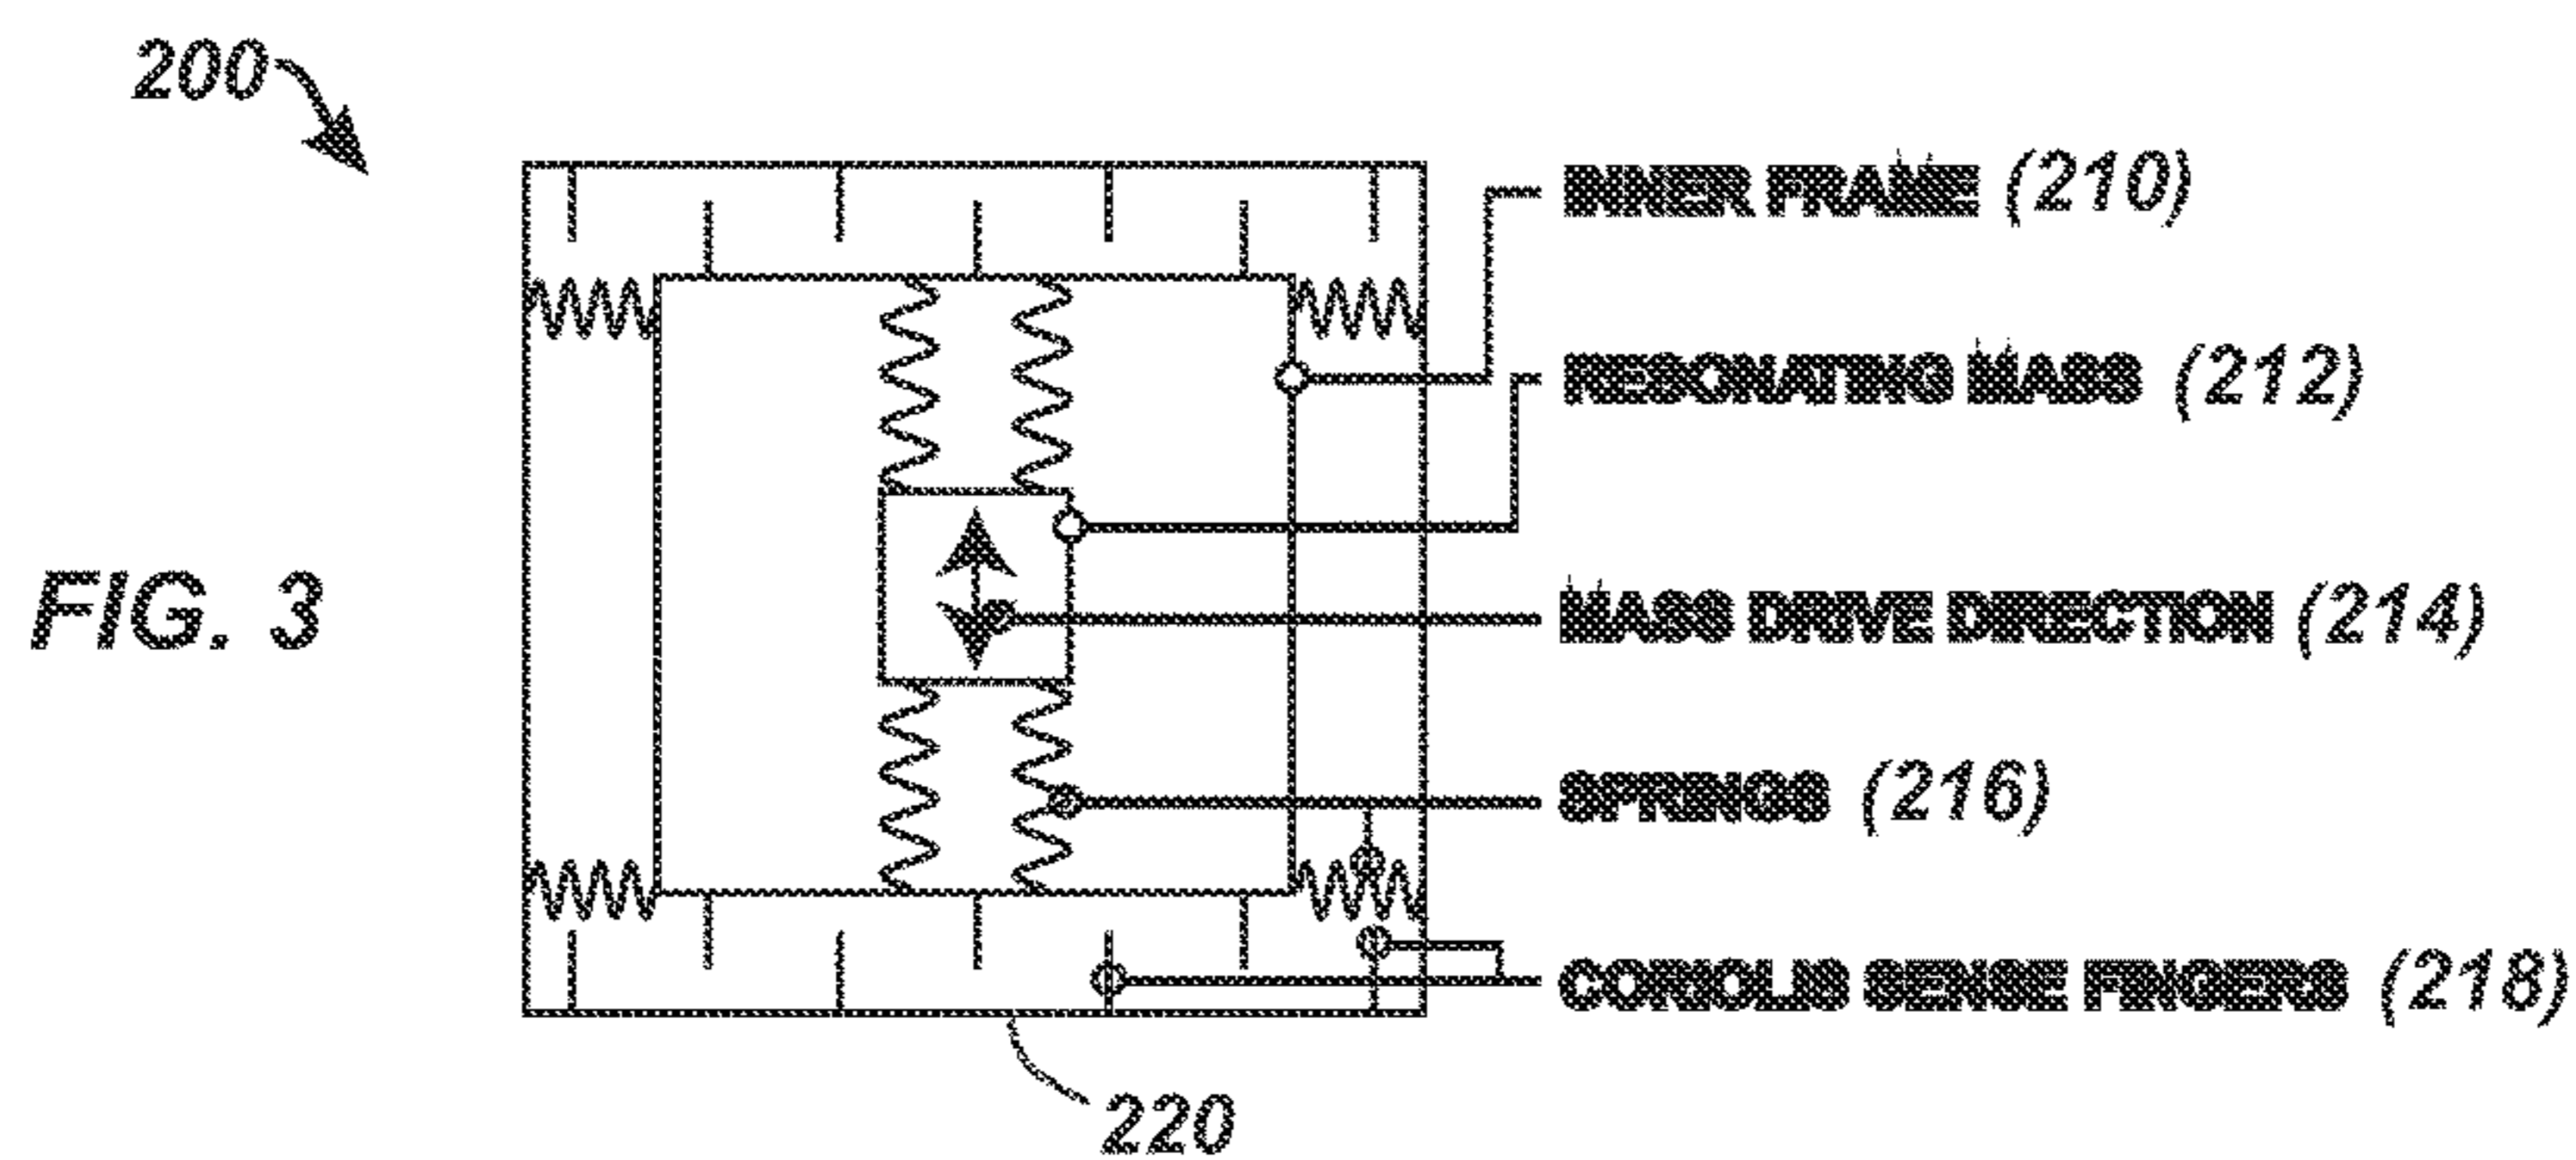 200
INNER FRAME (210)
RESONATING MASS (212)
FIG. 3
MASS DRIVE DIRECTION (214)
SPRINGS (216)
CORIOLIS SENSE FINGERS (218)
220